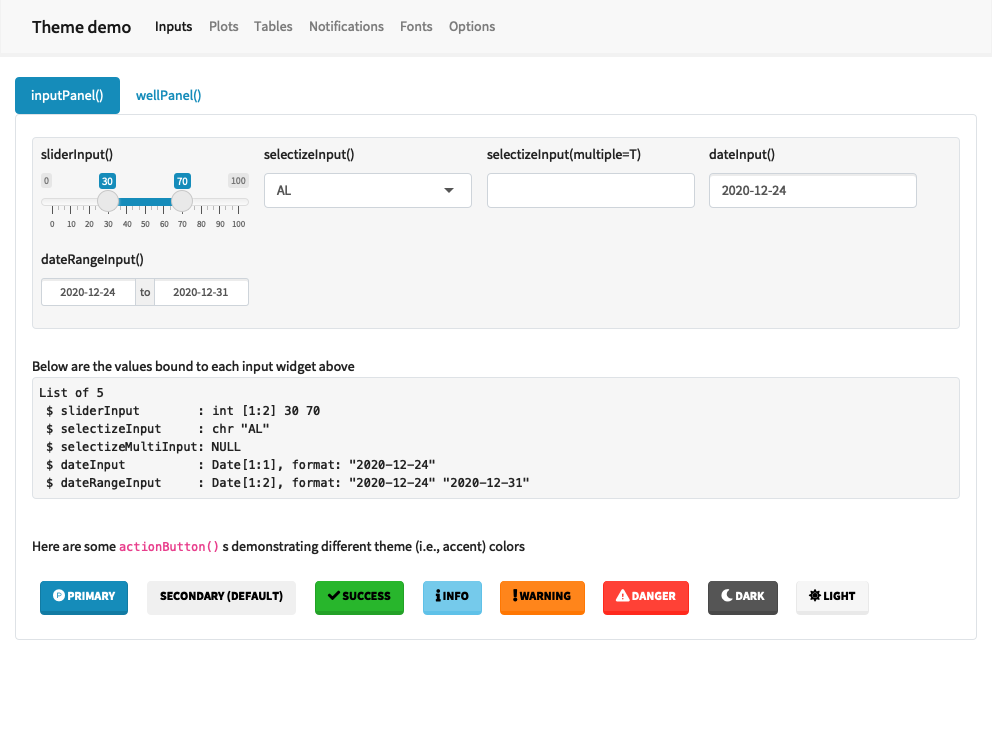 Theme demo Inputs Plots Tables Notifications Fonts Options
inputPanel() wellPanel()
sliderInput() selectizeInput() selectizeInput(multiple=T) dateInput()
0 30 70 100
AL 2020-12-24
0 10 20 30 40 50 60 70 80 90 100
dateRangeInput()
2020-12-24 to 2020-12-31
Below are the values bound to each input widget above
List of 5
$ sliderInput : int [1:2] 30 70
$ selectizeInput : chr "AL"
$ selectizeMultiInput: NULL
$ dateInput : Date[1:1], format: "2020-12-24"
$ dateRangeInput : Date[1:2], format: "2020-12-24" "2020-12-31"
Here are some actionButton() s demonstrating different theme (i.e., accent) colors
PRIMARY SECONDARY (DEFAULT) SUCCESS INFO WARNING DANGER DARK LIGHT